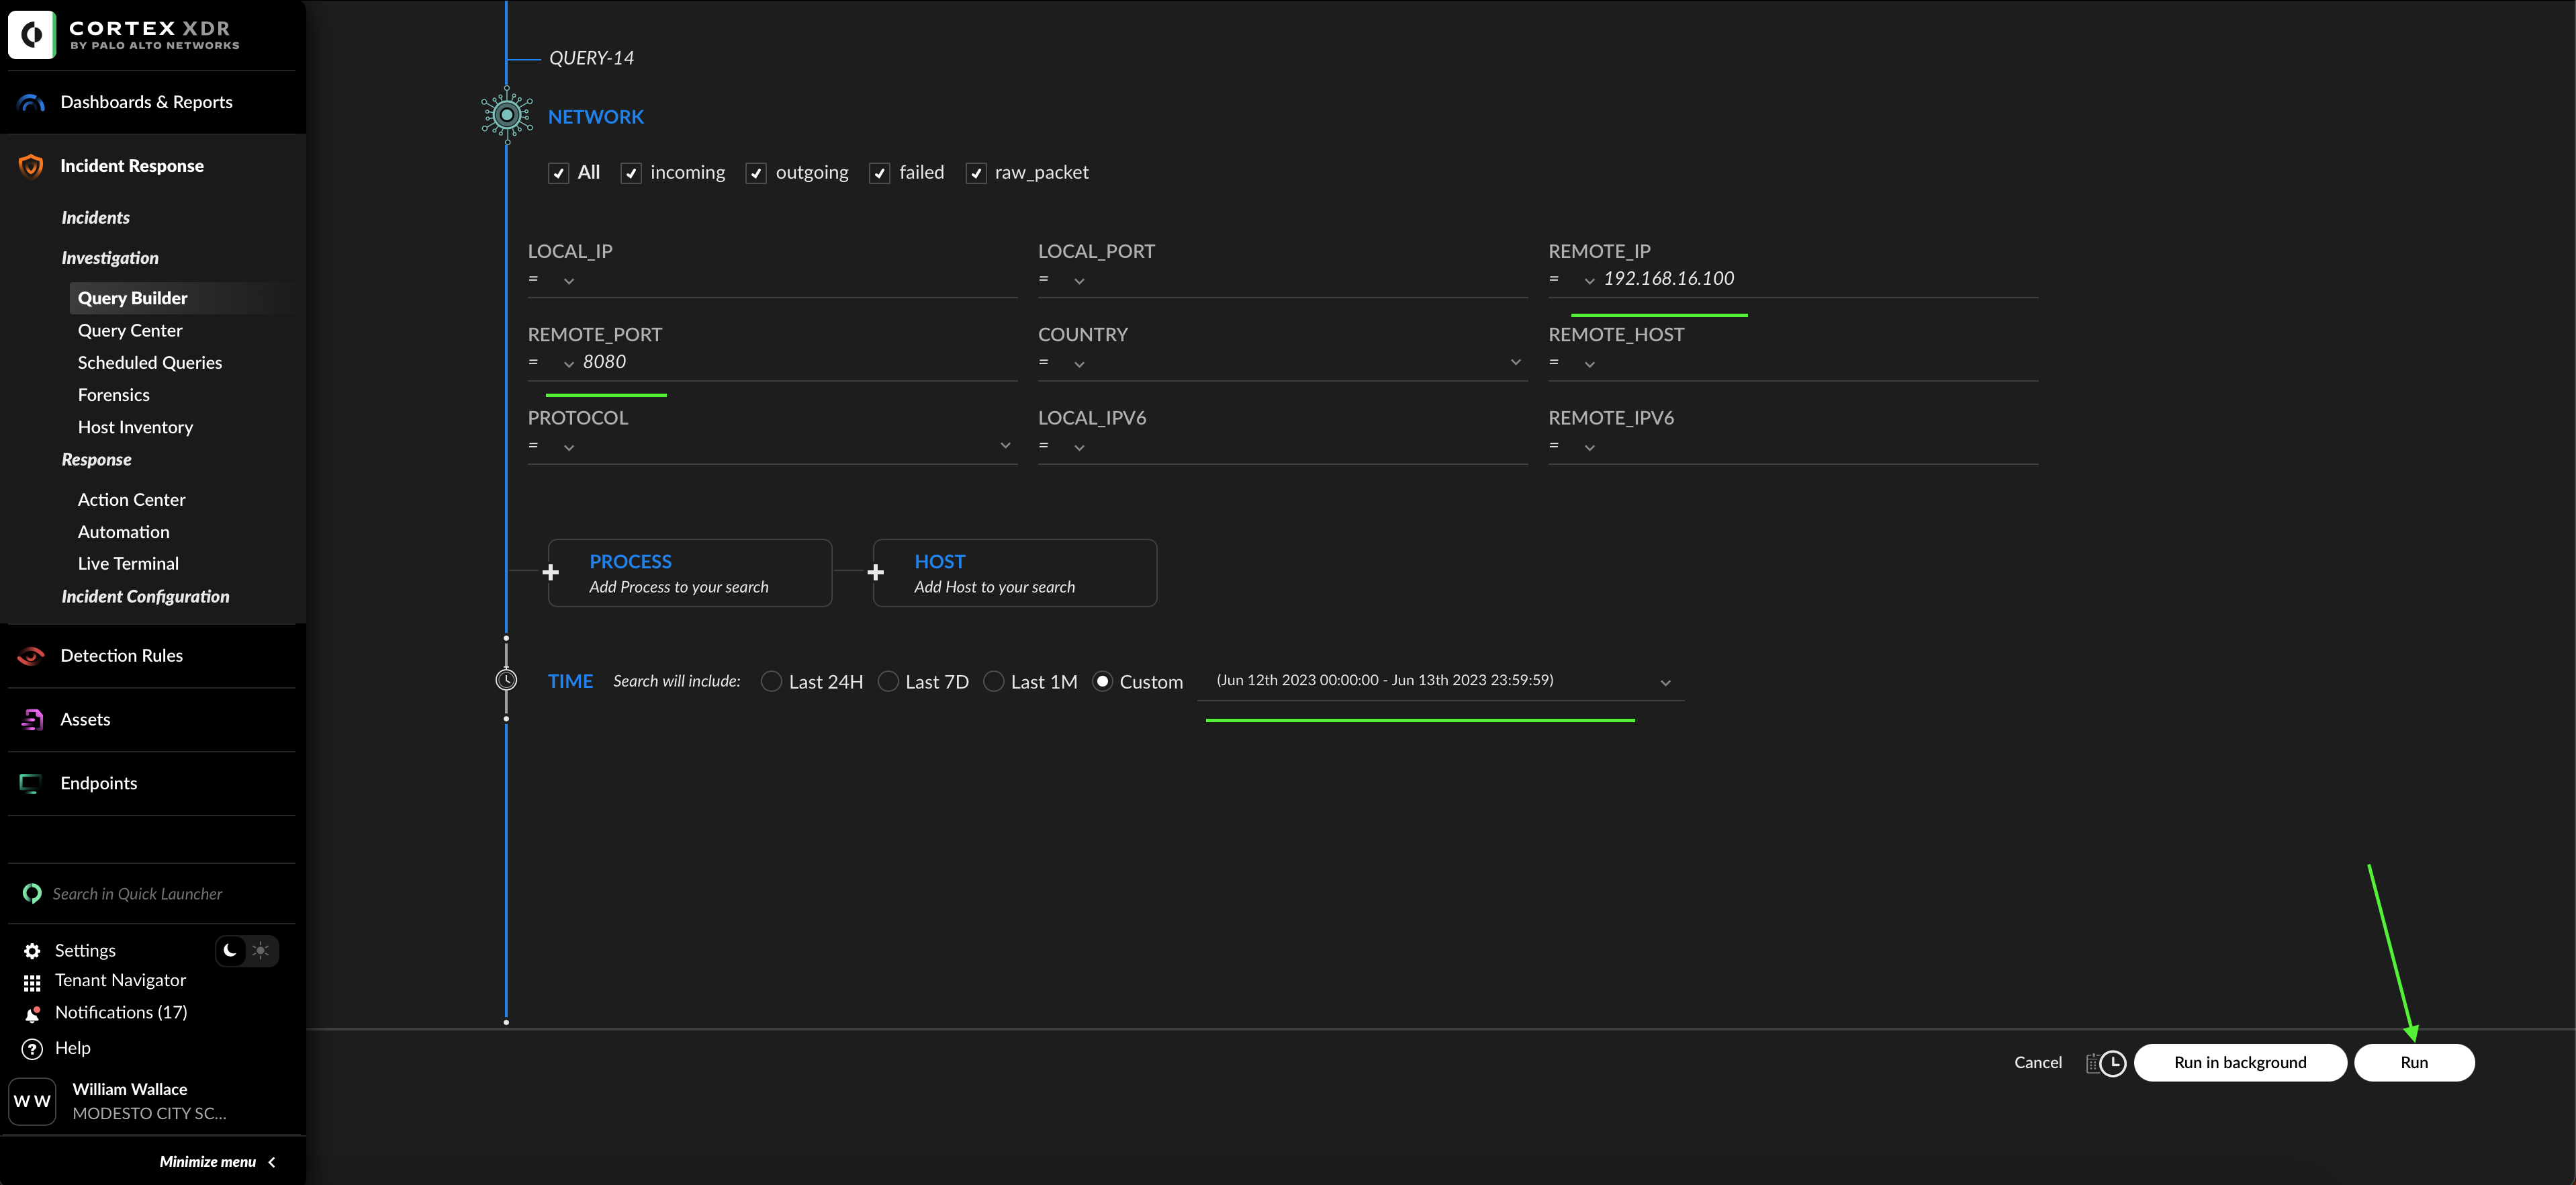 CORTEX XDR
BY PALO ALTO NETWORKS
Dashboards & Reports
Incident Response
Incidents
Investigation
Query Builder
Query Center
Scheduled Queries
Forensics
Host Inventory
Response
Action Center
Automation
Live Terminal
Incident Configuration
Detection Rules
Assets
Endpoints
Search in Quick Launcher
Settings
Tenant Navigator
Notifications (17)
? Help
W W
William Wallace
MODESTO CITY SC...
Minimize menu <
QUERY-14
NETWORK
All incoming outgoing failed raw_packet
LOCAL_IP LOCAL_PORT REMOTE_IP
= = = 192.168.16.100
REMOTE_PORT COUNTRY REMOTE_HOST
= 8080 = =
PROTOCOL LOCAL_IPV6 REMOTE_IPV6
= = =
+ PROCESS + HOST
Add Process to your search Add Host to your search
TIME Search will include: Last 24H Last 7D Last 1M Custom (Jun 12th 2023 00:00:00 - Jun 13th 2023 23:59:59)
Cancel Run in background Run